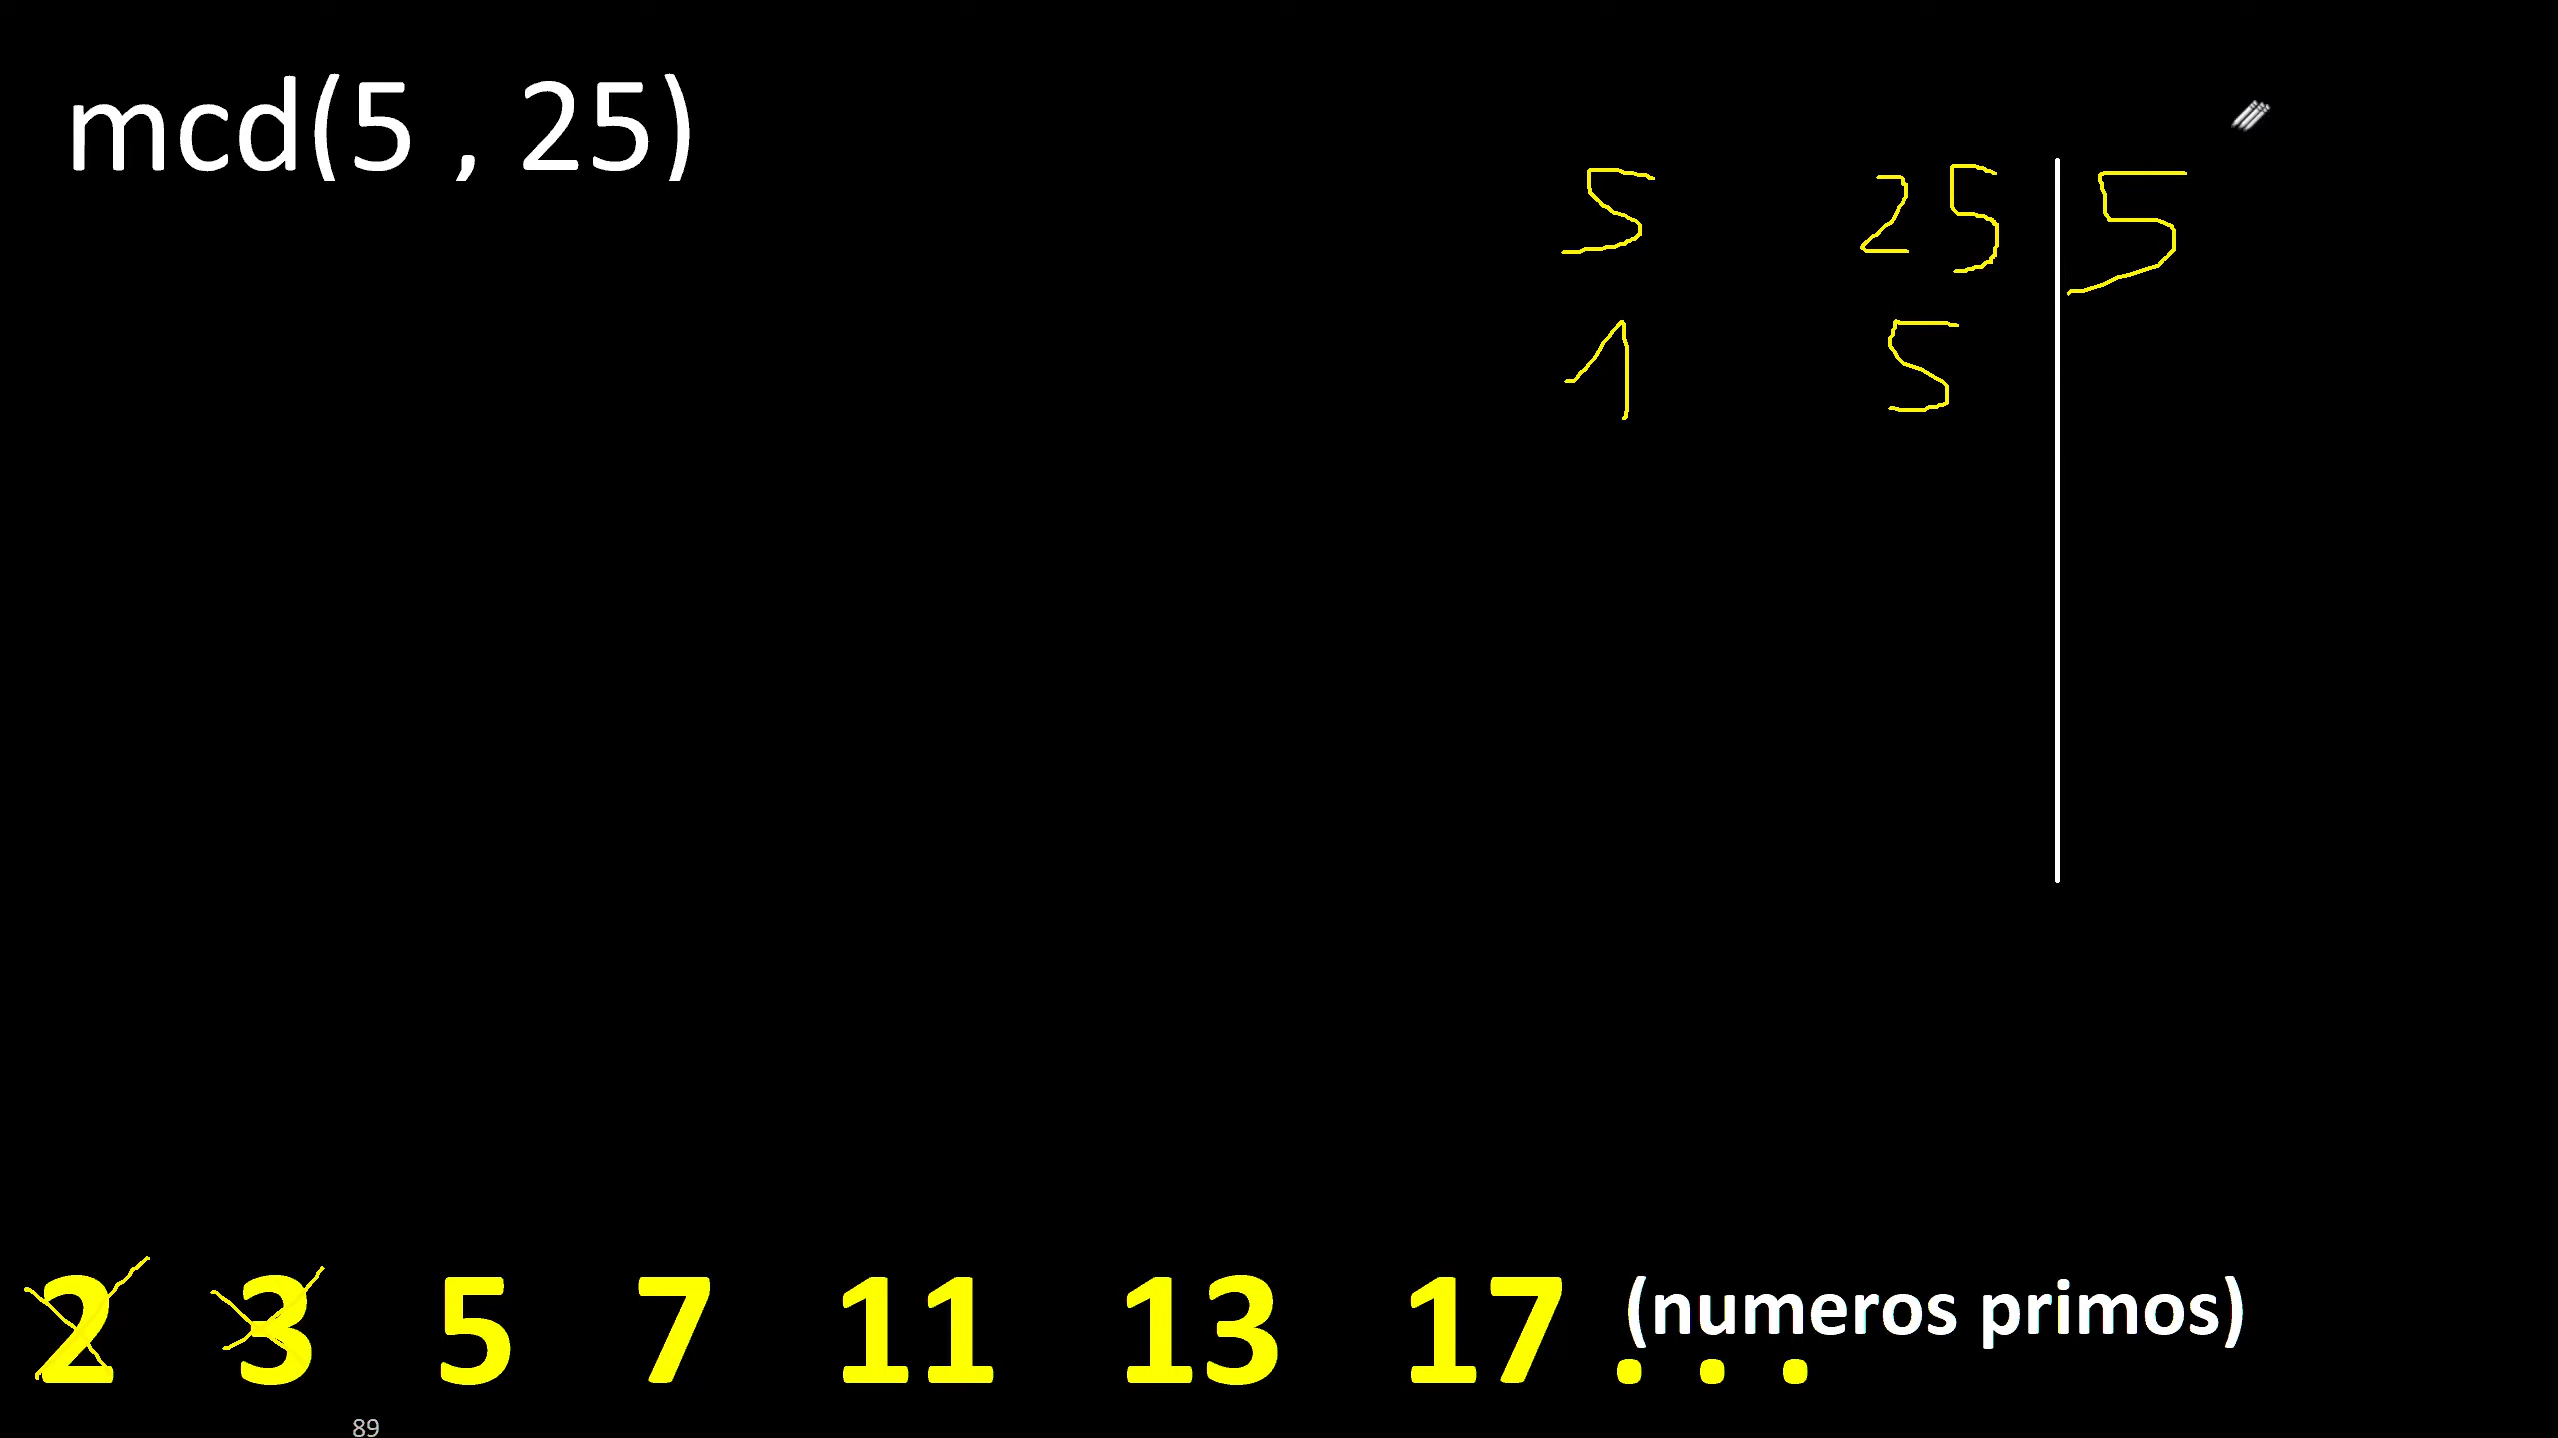 mcd(5 , 25)
5 25 5
1 5
2 3 5 7 11 13 17 . . . (numeros primos)
89